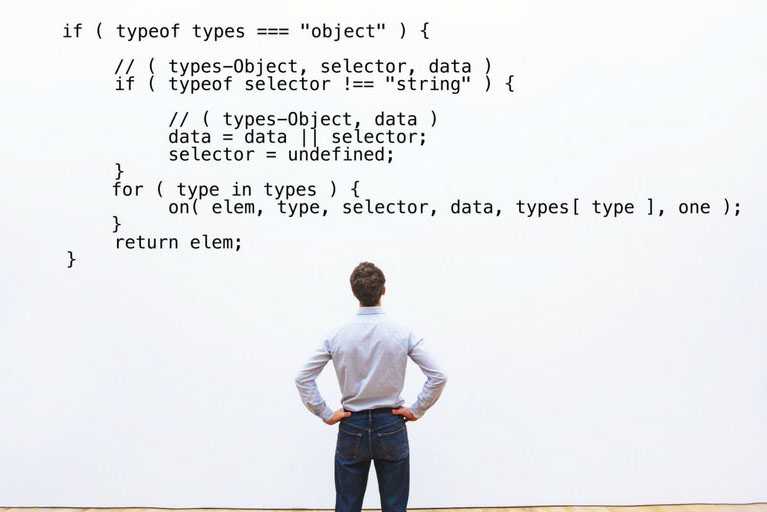 if ( typeof types === "object" ) {
// ( types-Object, selector, data )
if ( typeof selector !== "string" ) {
// ( types-Object, data )
data = data || selector;
selector = undefined;
}
for ( type in types ) {
on( elem, type, selector, data, types[ type ], one );
}
return elem;
}